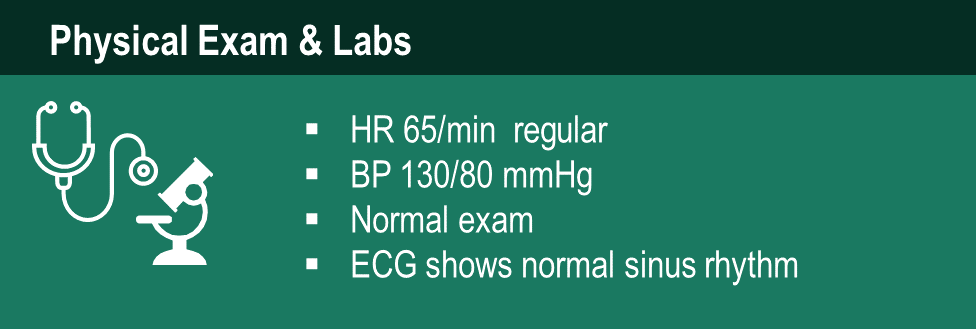 Physical Exam & Labs
▪ HR 65/min regular
▪ BP 130/80 mmHg
▪ Normal exam
▪ ECG shows normal sinus rhythm